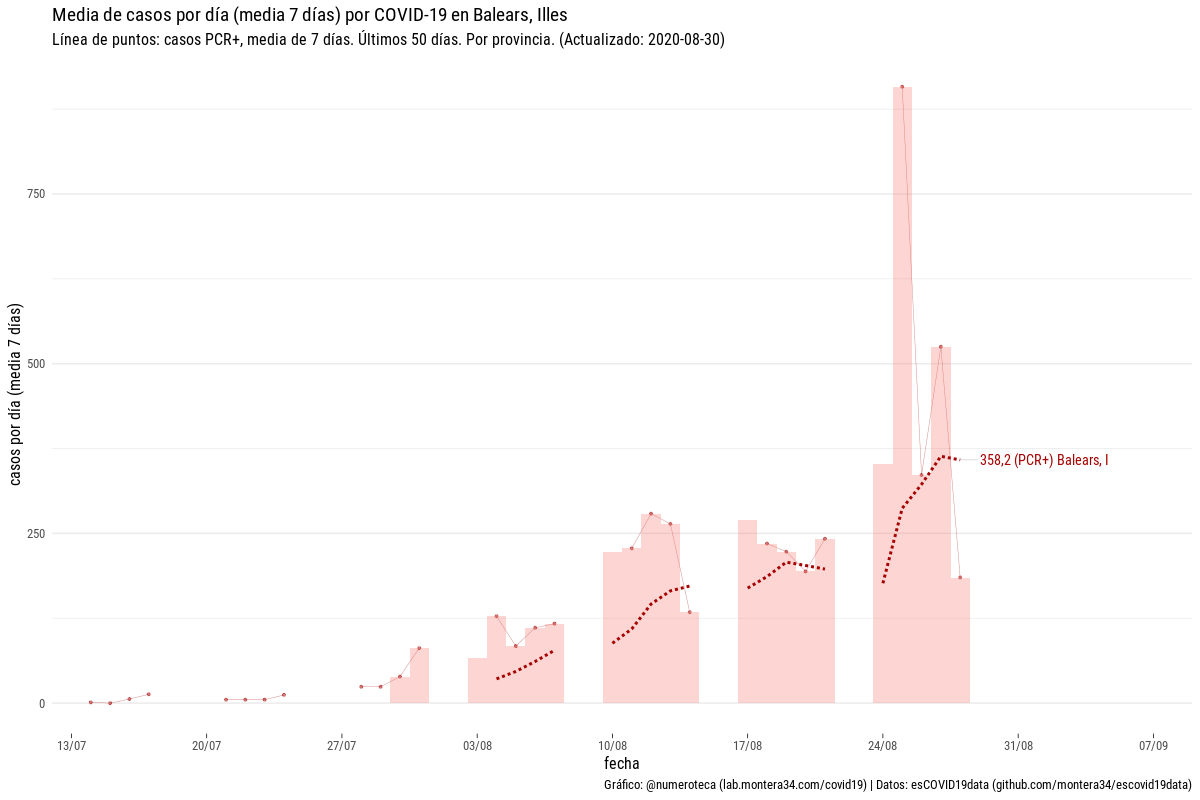 Media de casos por día (media 7 días) por COVID-19 en Balears, Illes
Línea de puntos: casos PCR+, media de 7 días. Últimos 50 días. Por provincia. (Actualizado: 2020-08-30)
casos por día (media 7 días)
750
500
250
0
358,2 (PCR+) Balears, I
13/07
20/07
27/07
03/08
10/08
17/08
24/08
31/08
07/09
fecha
Gráfico: @numeroteca (lab.montera34.com/covid19) | Datos: esCOVID19data (github.com/montera34/escovid19data)